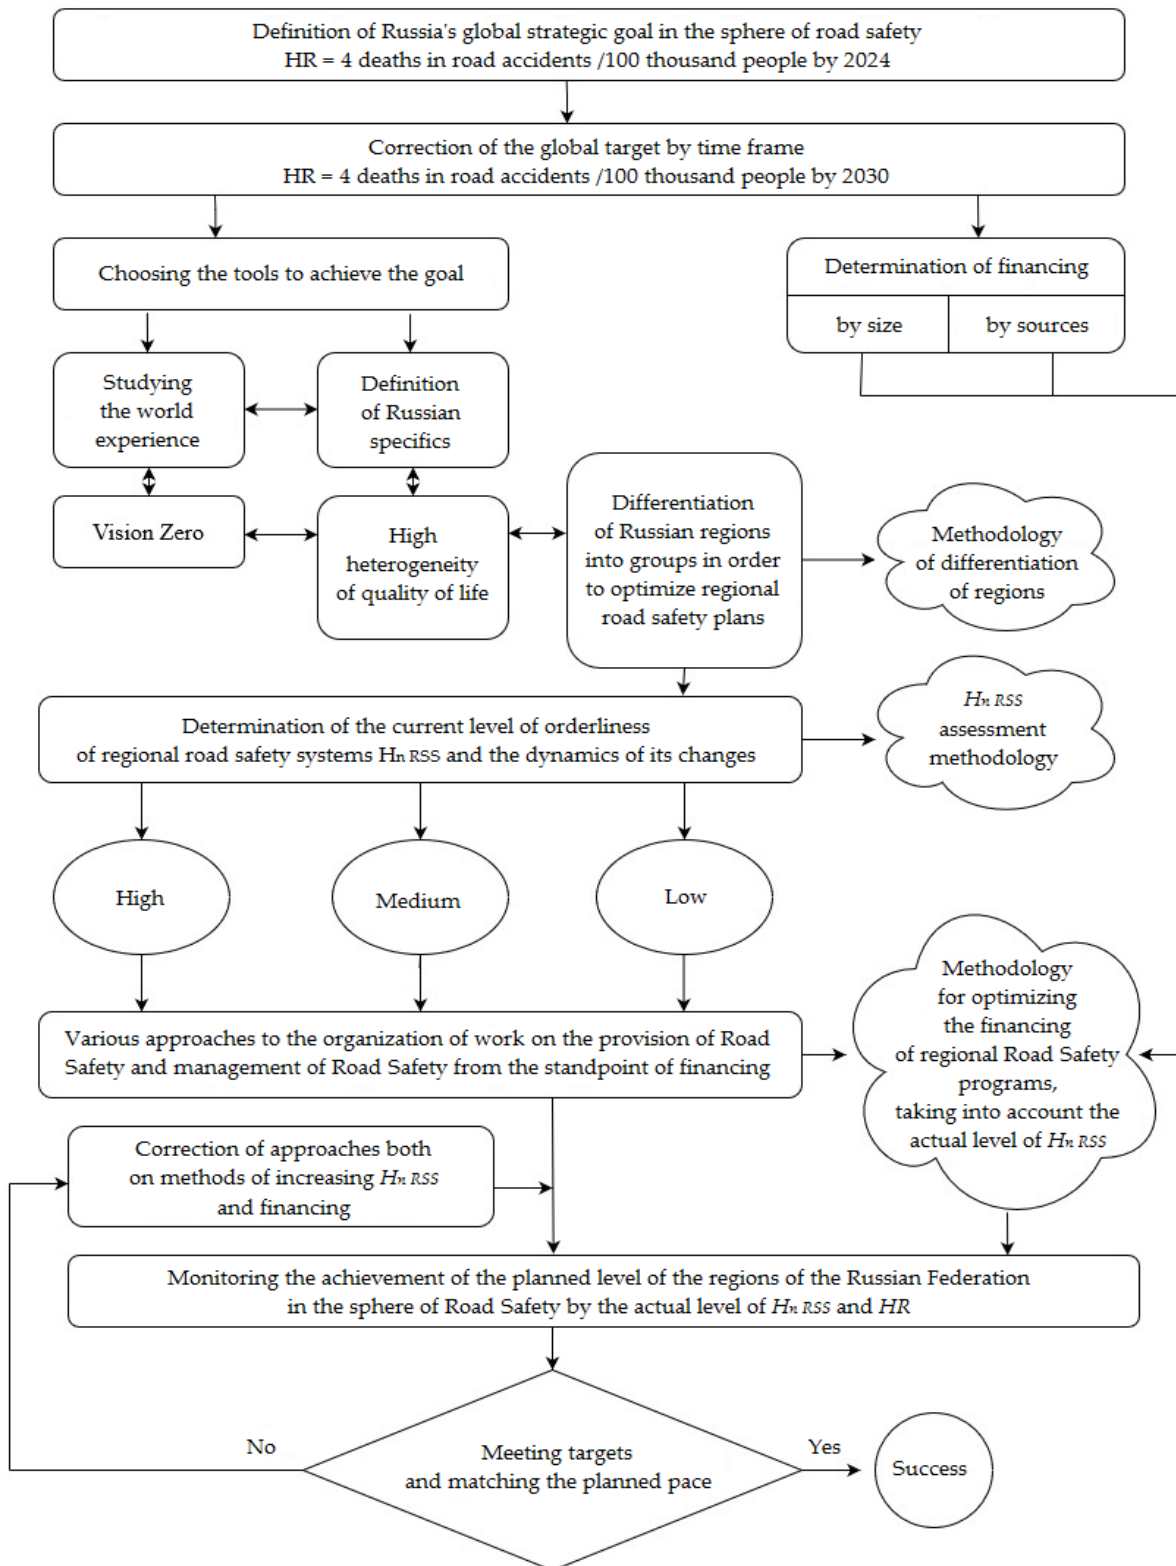 Definition of Russia's global strategic goal in the sphere of road safety
HR = 4 deaths in road accidents /100 thousand people by 2024
Correction of the global target by time frame
HR = 4 deaths in road accidents /100 thousand people by 2030
Choosing the tools to achieve the goal
Determination of financing
by size
by sources
Studying
the world
experience
Definition
of Russian
specifics
Vision Zero
High
heterogeneity
of quality of life
Differentiation
of Russian regions
into groups in order
to optimize regional
road safety plans
Methodology
of differentiation
of regions
Determination of the current level of orderliness
of regional road safety systems Hn RSS and the dynamics of its changes
Hn RSS
assessment
methodology
High
Medium
Low
Various approaches to the organization of work on the provision of Road
Safety and management of Road Safety from the standpoint of financing
Methodology
for optimizing
the financing
of regional Road Safety
programs,
taking into account the
actual level of Hn RSS
Correction of approaches both
on methods of increasing Hn RSS
and financing
Monitoring the achievement of the planned level of the regions of the Russian Federation
in the sphere of Road Safety by the actual level of Hn RSS and HR
No
Meeting targets
and matching the planned pace
Yes
Success